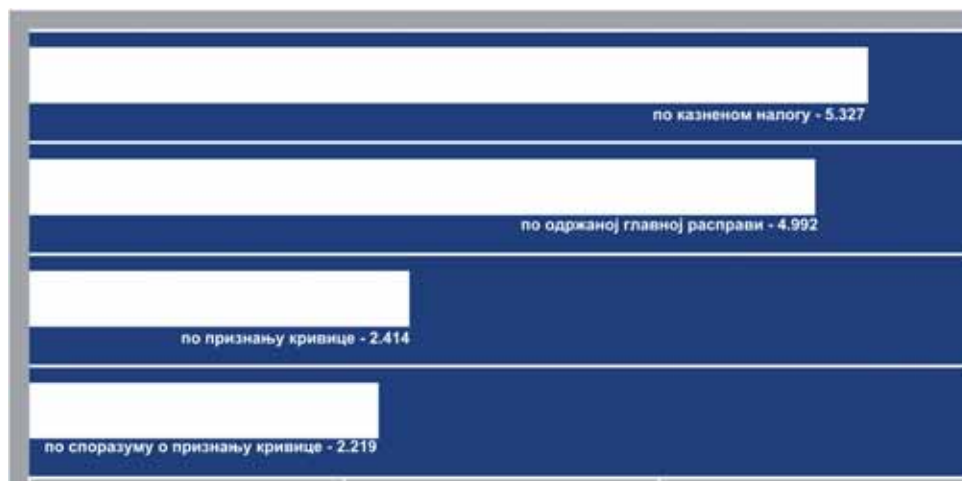 по казненом налогу - 5.327
по одржаној главној расправи - 4.992
по признању кривице - 2.414
по споразуму о признању кривице - 2.219